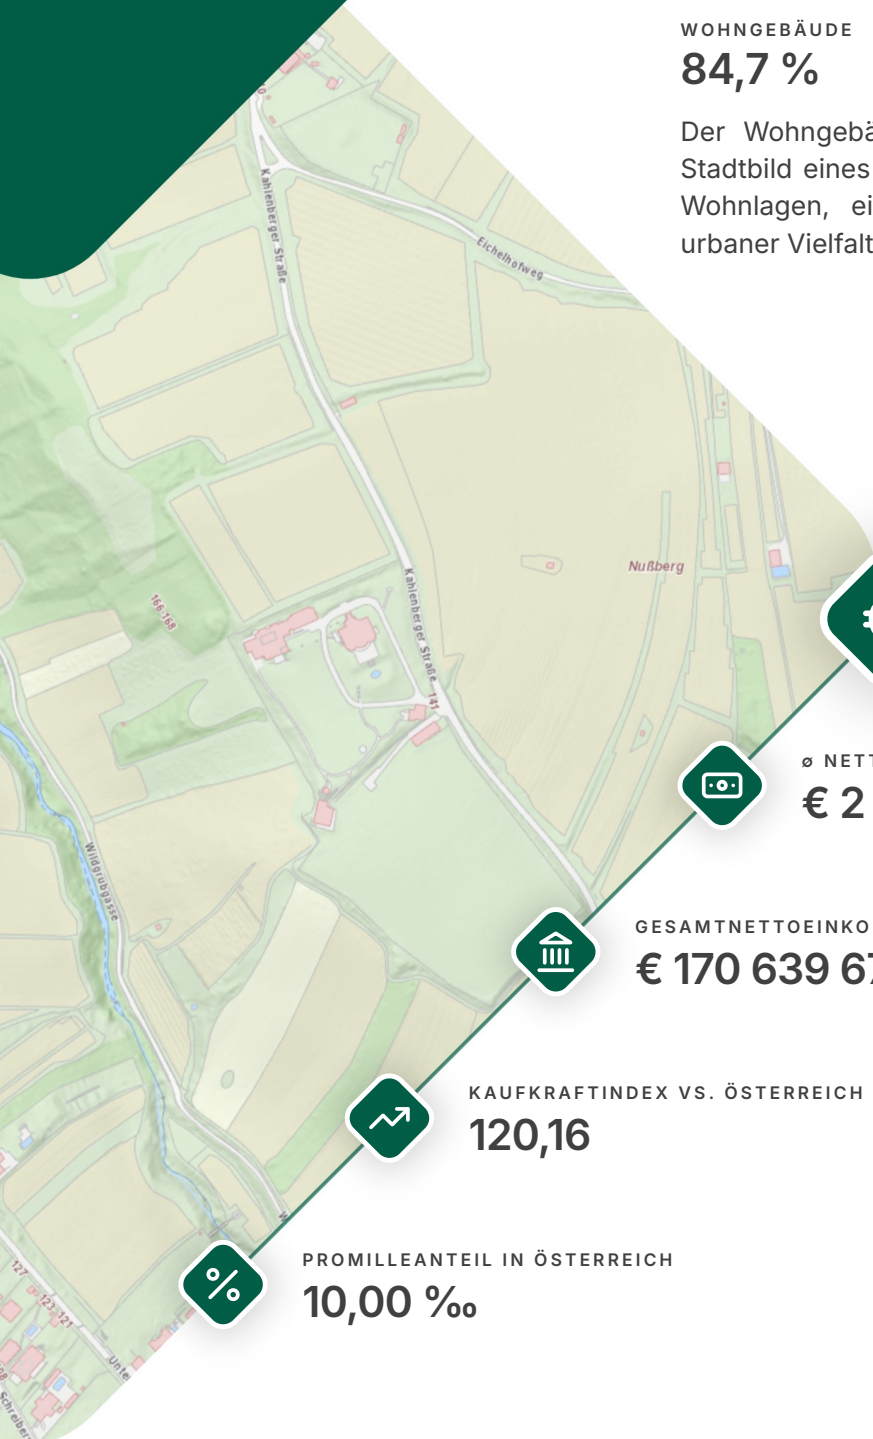 WOHNGEBÄUDE
84,7 %
Der Wohngebä
Stadtbild eines
Wohnlagen, ei
urbaner Vielfalt
Kahlenberger Straße
Eichelhofweg
Nußberg
166-168
Kahlenberger Straße
141
Wildgrubgasse
ø NETT
€ 2
GESAMTNETTOEINKO
€ 170 639 67
KAUFKRAFTINDEX VS. ÖSTERREICH
120,16
PROMILLEANTEIL IN ÖSTERREICH
10,00 ‰
W
127
123
121
Unte
Schreiber